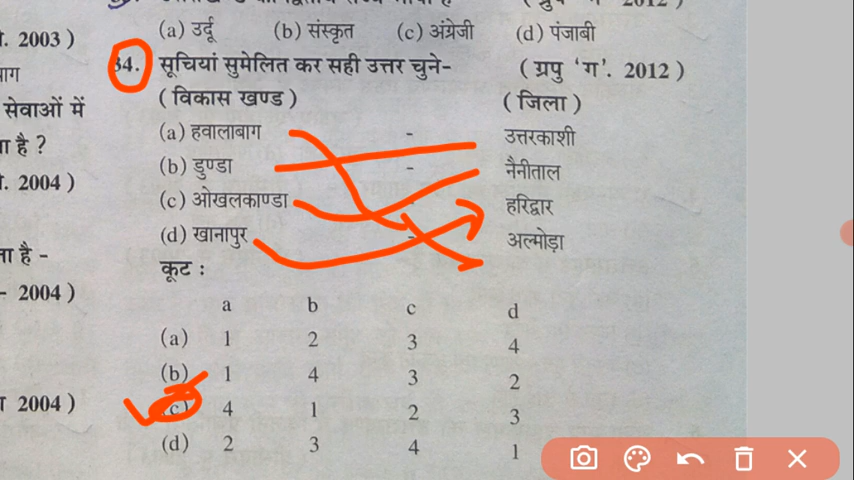 (a) उर्दू (b) संस्कृत (c) अंग्रेजी (d) पंजाबी
34. सूचियां सुमेलित कर सही उत्तर चुने- (ग्रुप 'ग'. 2012)
(विकास खण्ड) (जिला)
(a) हवालाबाग - उत्तरकाशी
(b) डुण्डा - नैनीताल
(c) ओखलकाण्डा - हरिद्वार
(d) खानापुर - अल्मोड़ा
कूट :
a b c d
(a) 1 2 3 4
(b) 1 4 3 2
(c) 4 1 2 3
(d) 2 3 4 1
. 2003)
सेवाओं में
है ?
. 2004)
है -
- 2004)
2004)